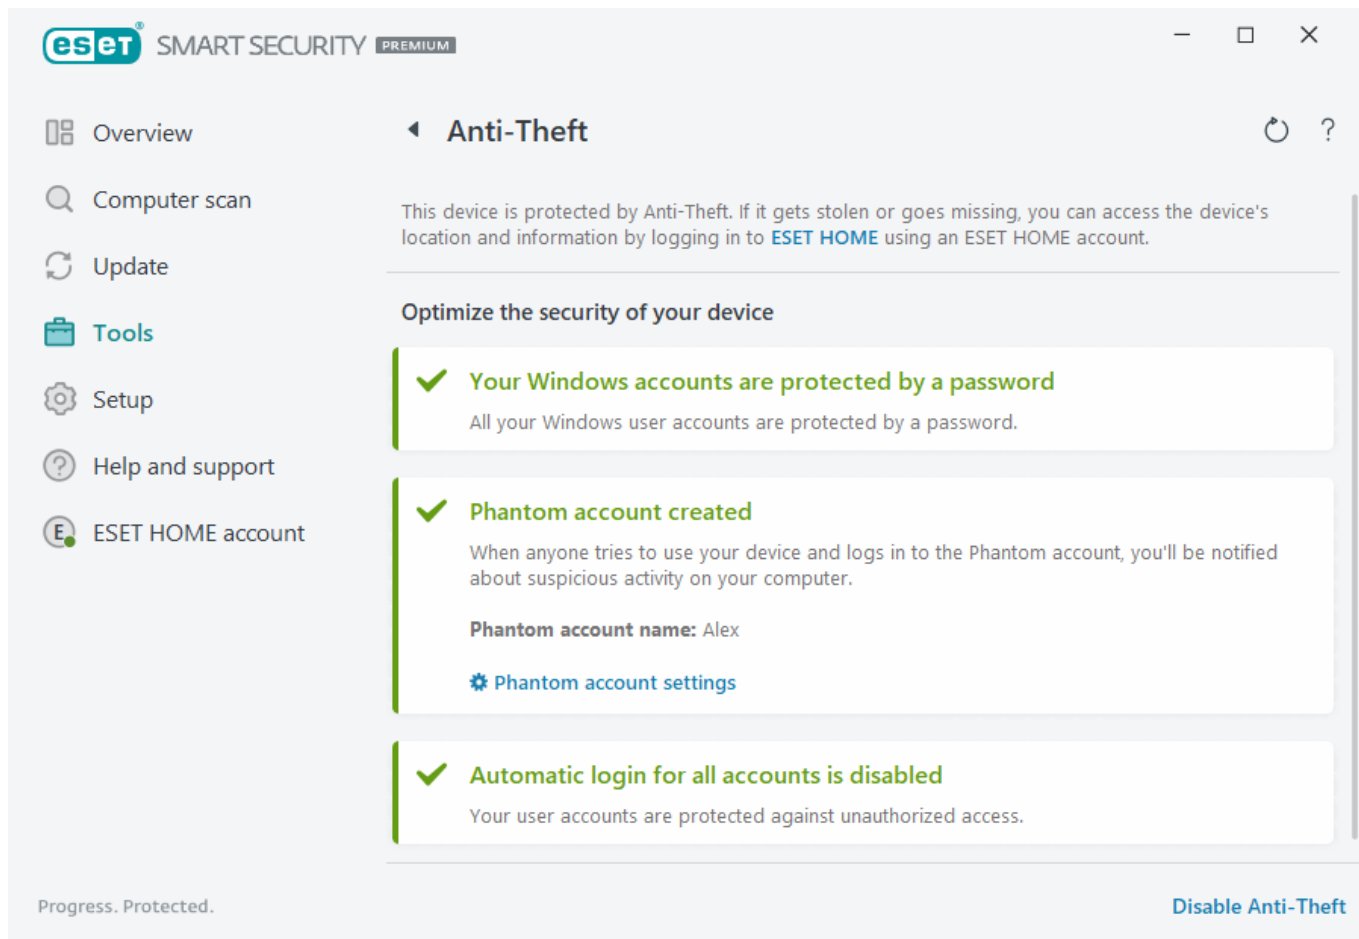 eseT® SMART SECURITY PREMIUM
Overview
Computer scan
Update
Tools
Setup
Help and support
E ESET HOME account
Anti-Theft
?
This device is protected by Anti-Theft. If it gets stolen or goes missing, you can access the device's
location and information by logging in to ESET HOME using an ESET HOME account.
Optimize the security of your device
Your Windows accounts are protected by a password
All your Windows user accounts are protected by a password.
Phantom account created
When anyone tries to use your device and logs in to the Phantom account, you'll be notified
about suspicious activity on your computer.
Phantom account name: Alex
Phantom account settings
Automatic login for all accounts is disabled
Your user accounts are protected against unauthorized access.
Progress. Protected.
Disable Anti-Theft